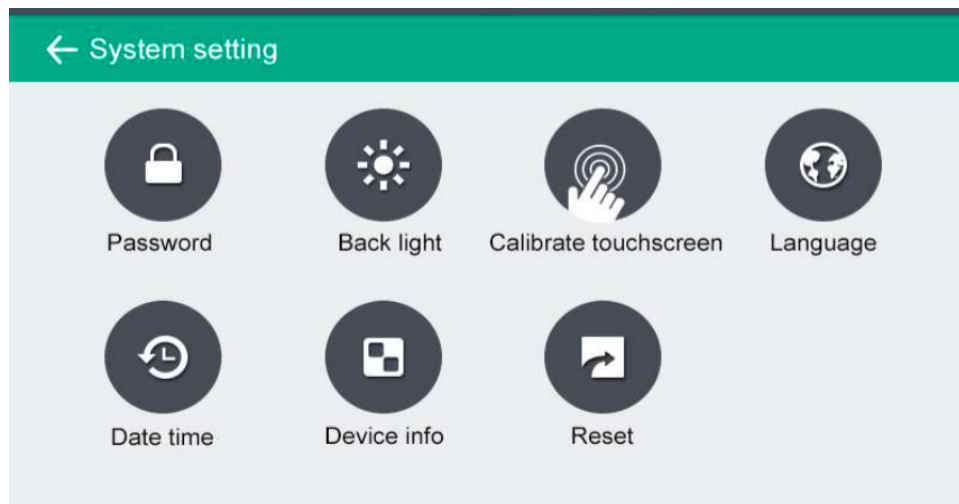 System setting
Password Back light Calibrate touchscreen Language
Date time Device info Reset